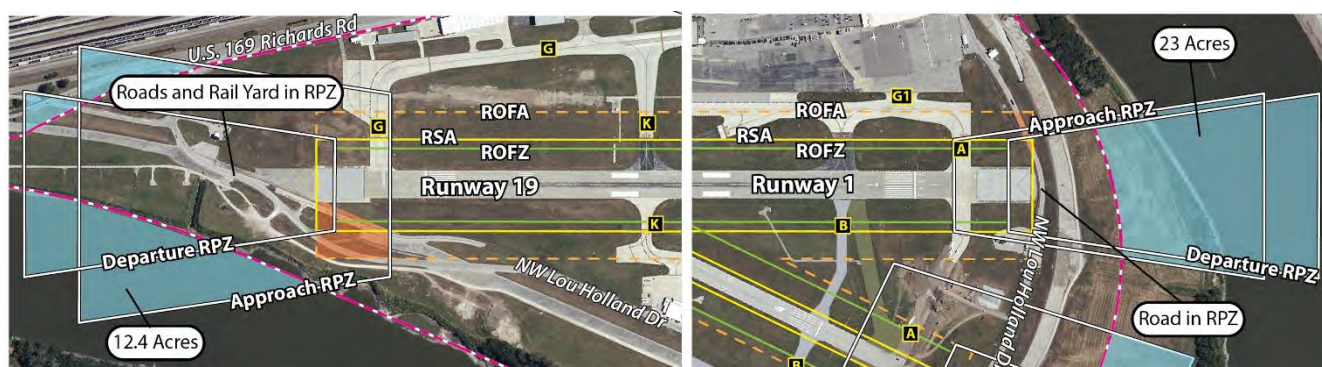 U.S. 169 Richards Rd
Roads and Rail Yard in RPZ
G
G
ROFA
RSA
ROFZ
K
Runway 19
K
Departure RPZ
Approach RPZ
NW Lou Holland Dr
12.4 Acres
23 Acres
G1
ROFA
RSA
ROFZ
A
Approach RPZ
Runway 1
B
NW Lou Holland Dr
Departure RPZ
Road in RPZ
A
B